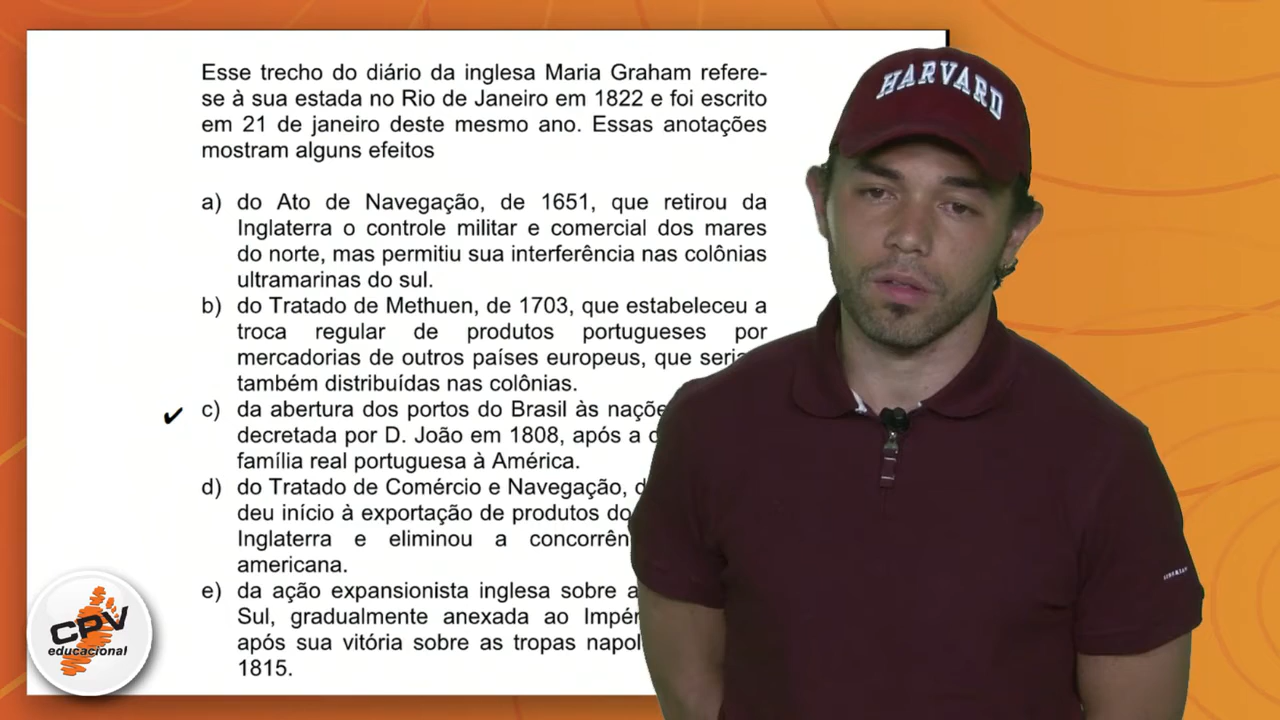 Esse trecho do diário da inglesa Maria Graham refere-
se à sua estada no Rio de Janeiro em 1822 e foi escrito
em 21 de janeiro deste mesmo ano. Essas anotações
mostram alguns efeitos
a) do Ato de Navegação, de 1651, que retirou da
Inglaterra o controle militar e comercial dos mares
do norte, mas permitiu sua interferência nas colônias
ultramarinas do sul.
b) do Tratado de Methuen, de 1703, que estabeleceu a
troca regular de produtos portugueses por
mercadorias de outros países europeus, que
também distribuídas nas colônias.
✔ c) da abertura dos portos do Brasil às
decretada por D. João em 1808, após a
família real portuguesa à América.
d) do Tratado de Comércio e Navegação,
deu início à exportação de produtos
Inglaterra e eliminou a
americana.
e) da ação expansionista inglesa sobre a
Sul, gradualmente anexada ao
após sua vitória sobre as tropas
1815.
HARVARD
CPV
educacional